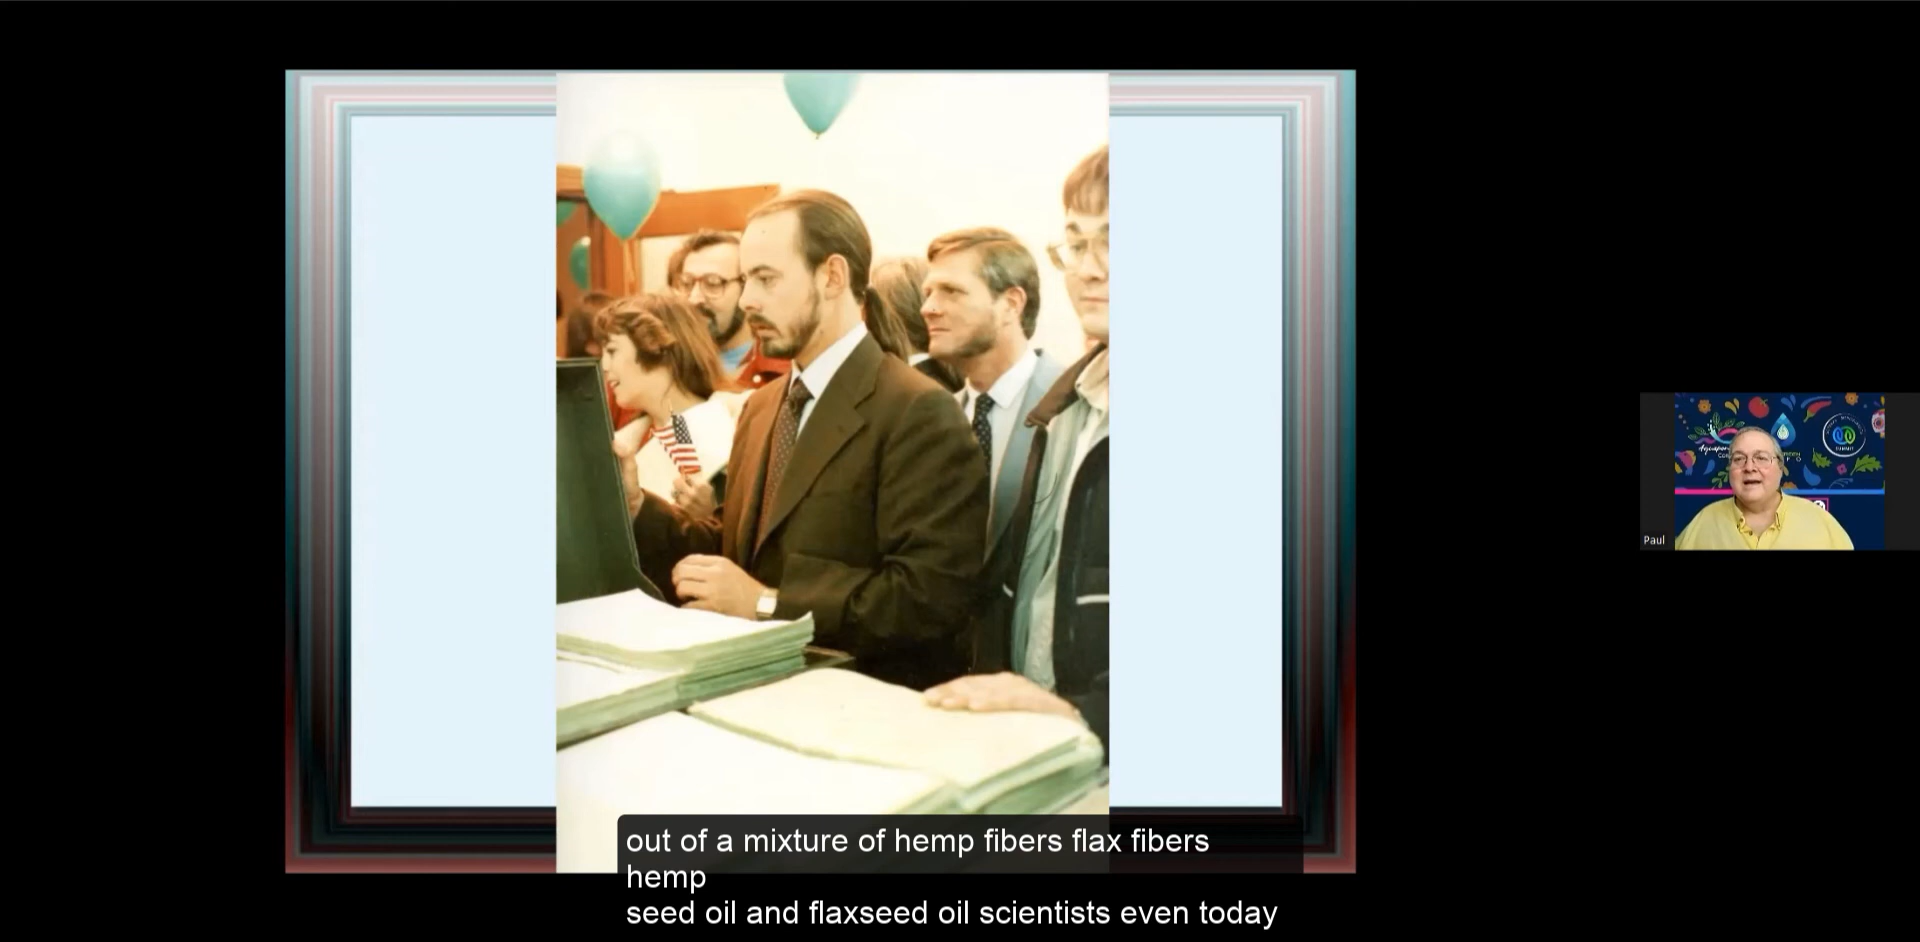 Paul
out of a mixture of hemp fibers flax fibers
hemp
seed oil and flaxseed oil scientists even today